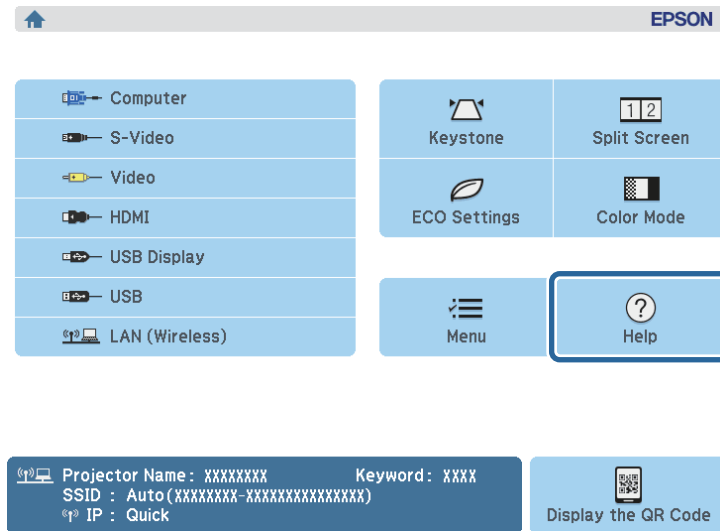 EPSON
Computer
S-Video
Video
HDMI
USB Display
USB
LAN (Wireless)
Keystone
Split Screen
1 2
ECO Settings
Color Mode
Menu
?
Help
Projector Name : XXXXXXXX Keyword : XXXX
SSID : Auto(XXXXXXXX-XXXXXXXXXXXXXXX)
IP : Quick
Display the QR Code